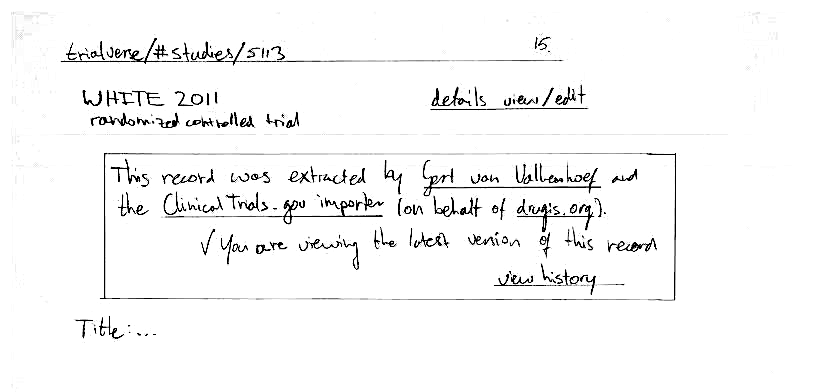 trialverse/#studies/5113
15.
WHITE 2011
details view/edit
randomized controlled trial
This record was extracted by Gert van Valkenhoef and
the ClinicalTrials.gov importer (on behalf of drugis.org).
√ You are viewing the latest version of this record
view history
Title:...